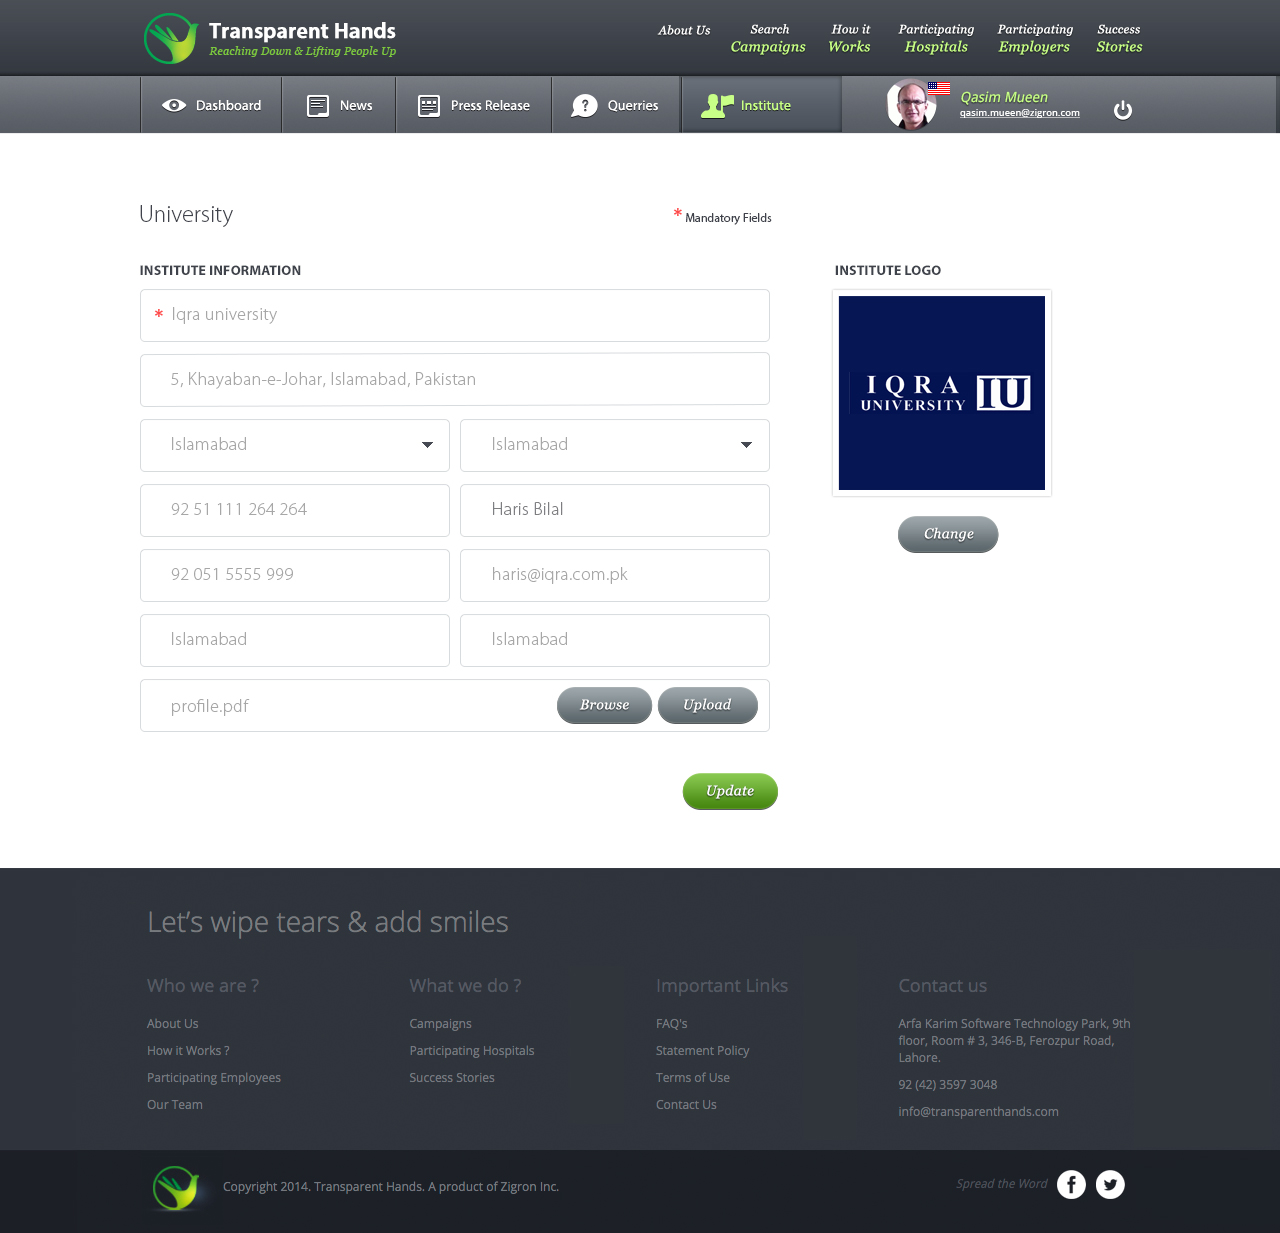 Transparent Hands
Reaching Down & Lifting People Up
About Us
Search
Campaigns
How it
Works
Participating
Hospitals
Participating
Employers
Success
Stories
Dashboard
News
Press Release
?
Querries
Institute
Qasim Mueen
qasim.mueen@zigron.com
University
* Mandatory Fields
INSTITUTE INFORMATION
INSTITUTE LOGO
* Iqra university
5, Khayaban-e-Johar, Islamabad, Pakistan
Islamabad
Islamabad
IQRA
UNIVERSITY
IU
92 51 111 264 264
Haris Bilal
Change
92 051 5555 999
haris@iqra.com.pk
Islamabad
Islamabad
profile.pdf
Browse
Upload
Update
Let's wipe tears & add smiles
Who we are ?
About Us
How it Works ?
Participating Employees
Our Team
What we do ?
Campaigns
Participating Hospitals
Success Stories
Important Links
FAQ's
Statement Policy
Terms of Use
Contact Us
Contact us
Arfa Karim Software Technology Park, 9th
floor, Room # 3, 346-B, Ferozpur Road,
Lahore.
92 (42) 3597 3048
info@transparenthands.com
Copyright 2014. Transparent Hands. A product of Zigron Inc.
Spread the Word
f